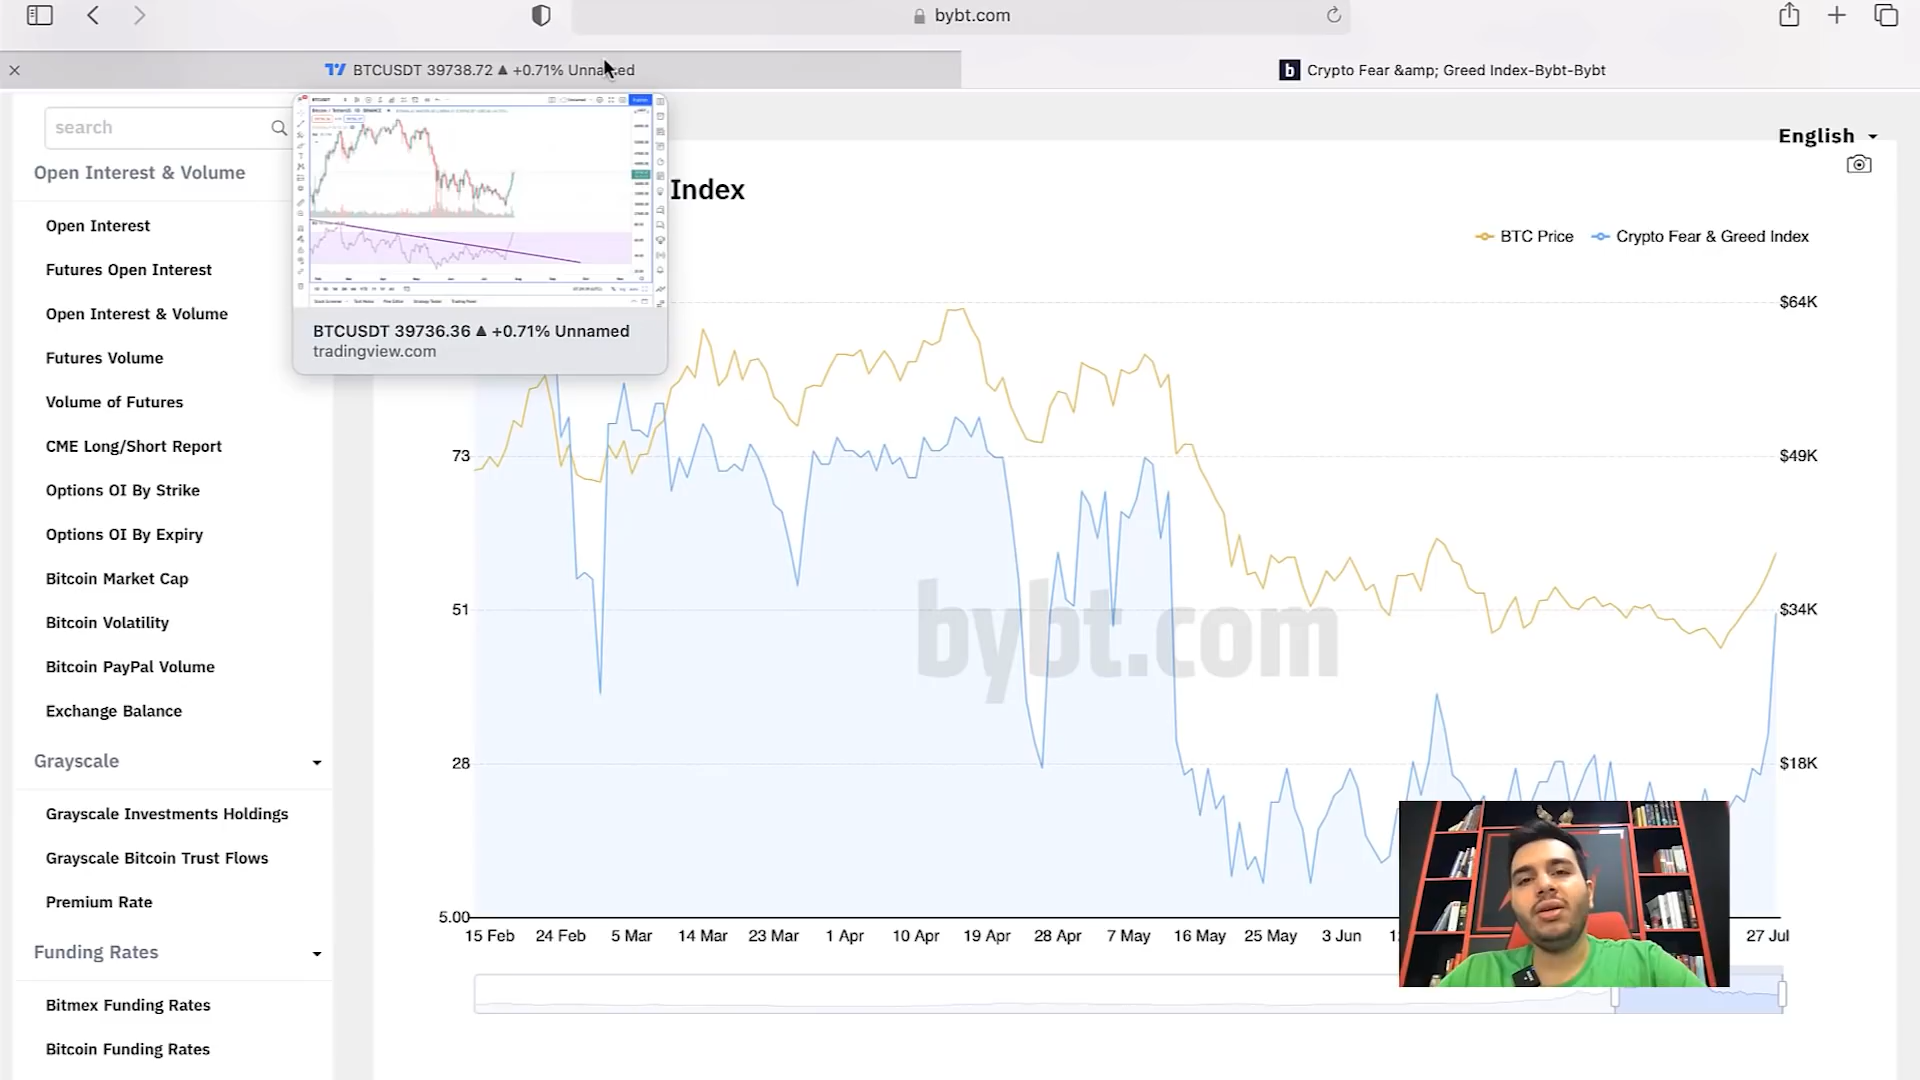 bybt.com
BTCUSDT 39738.72 ▲ +0.71% Unnamed
Crypto Fear &amp; Greed Index-Bybt-Bybt
search
English
Open Interest & Volume
Index
BTC Price
Crypto Fear & Greed Index
Open Interest
Futures Open Interest
Open Interest & Volume
Futures Volume
Volume of Futures
CME Long/Short Report
Options OI By Strike
Options OI By Expiry
Bitcoin Market Cap
Bitcoin Volatility
Bitcoin PayPal Volume
Exchange Balance
Grayscale
Grayscale Investments Holdings
Grayscale Bitcoin Trust Flows
Premium Rate
Funding Rates
Bitmex Funding Rates
Bitcoin Funding Rates
BTCUSDT 39736.36 ▲ +0.71% Unnamed
tradingview.com
$64K
73
$49K
51
$34K
bybt.com
28
$18K
5.00
15 Feb 24 Feb 5 Mar 14 Mar 23 Mar 1 Apr 10 Apr 19 Apr 28 Apr 7 May 16 May 25 May 3 Jun 27 Jul